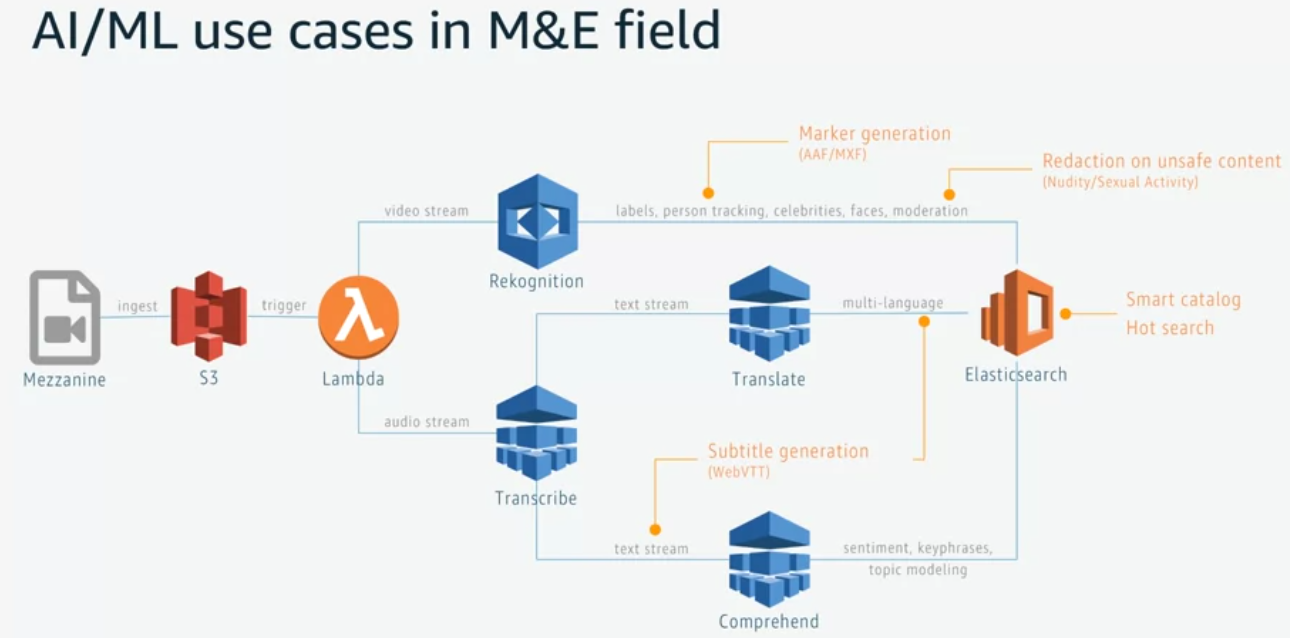 AI/ML use cases in M&E field
Marker generation
(AAF/MXF)
Redaction on unsafe content
(Nudity/Sexual Activity)
video stream
labels, person tracking, celebrities, faces, moderation
Rekognition
ingest
trigger
text stream
multi-language
Smart catalog
Hot search
Mezzanine
S3
Lambda
Translate
Elasticsearch
audio stream
Subtitle generation
(WebVTT)
Transcribe
text stream
sentiment, keyphrases,
topic modeling
Comprehend
λ